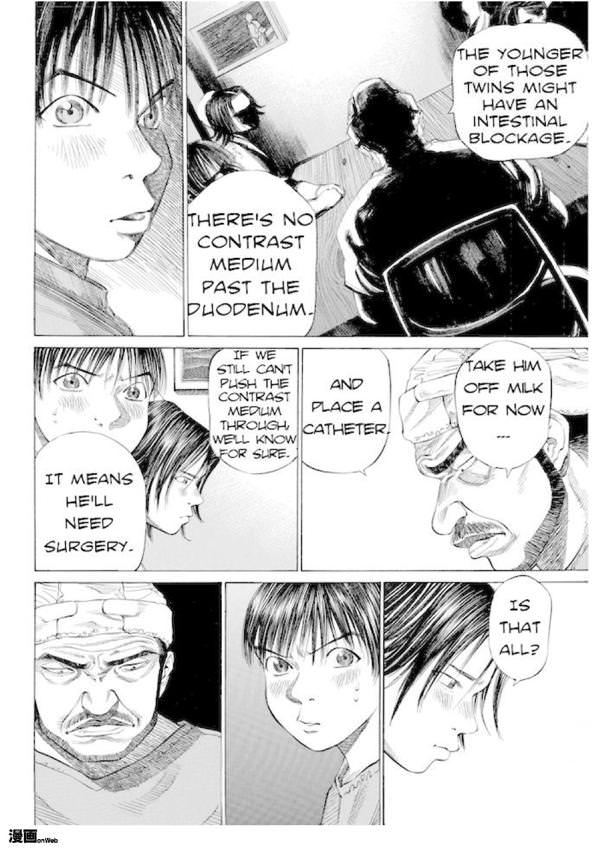 THE YOUNGER
OF THOSE
TWINS MIGHT
HAVE AN
INTESTINAL
BLOCKAGE.
THERE'S NO
CONTRAST
MEDIUM
PAST THE
DUODENUM.
TAKE HIM
OFF MILK
FOR NOW
...
AND
PLACE A
CATHETER.
IF WE
STILL CAN'T
PUSH THE
CONTRAST
MEDIUM
THROUGH,
WE'LL KNOW
FOR SURE.
IT MEANS
HE'LL
NEED
SURGERY.
IS
THAT
ALL?
漫画 on Web